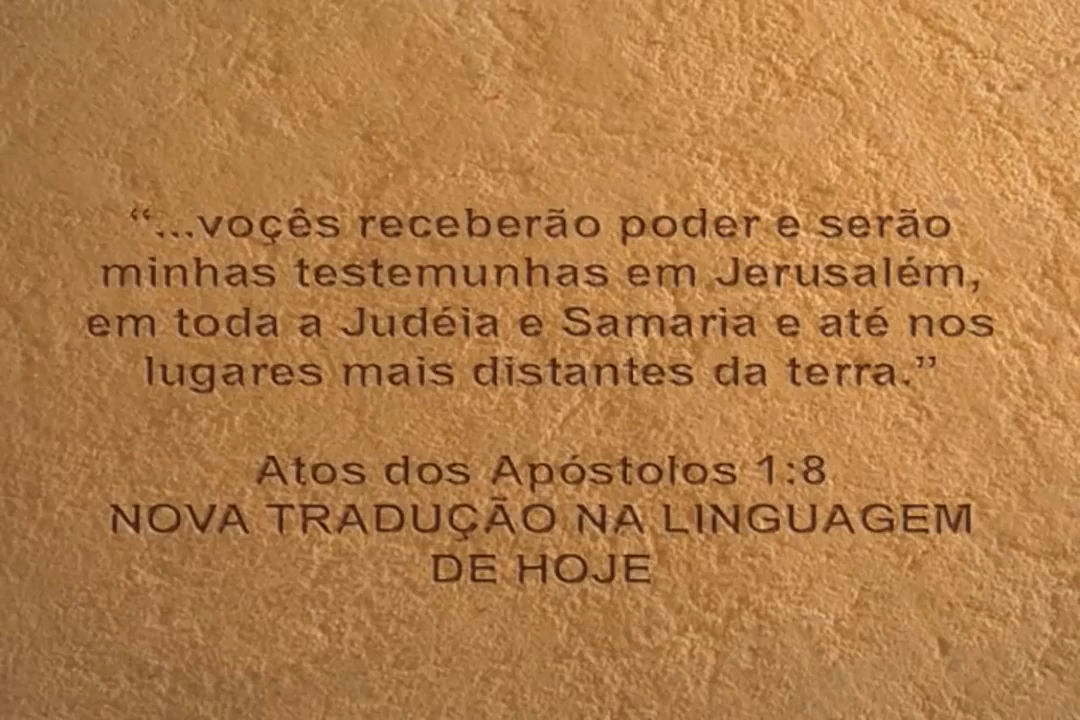 “...voçês receberão poder e serão
minhas testemunhas em Jerusalém,
em toda a Judéia e Samaria e até nos
lugares mais distantes da terra.”
Atos dos Apóstolos 1:8
NOVA TRADUÇÃO NA LINGUAGEM
DE HOJE